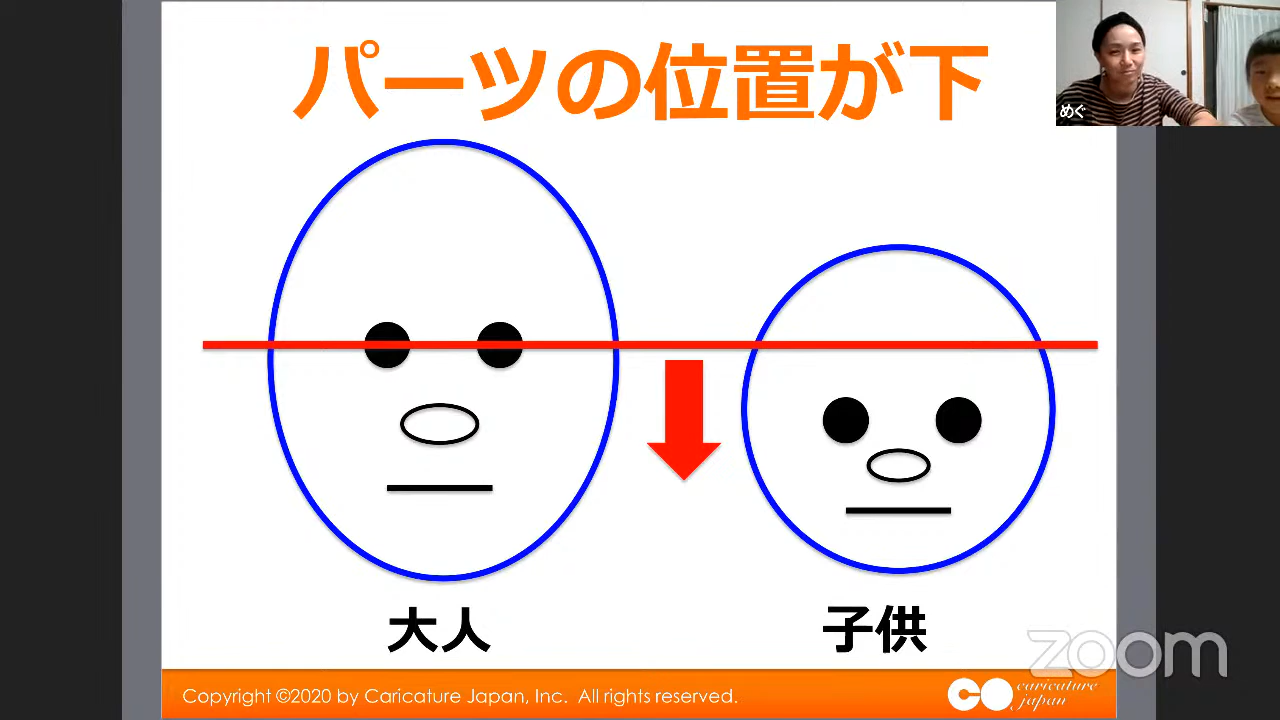 パーツの位置が下
めぐ
大人
子供
zoom
Copyright ©2020 by Caricature Japan, Inc. All rights reserved.
caricature
japan